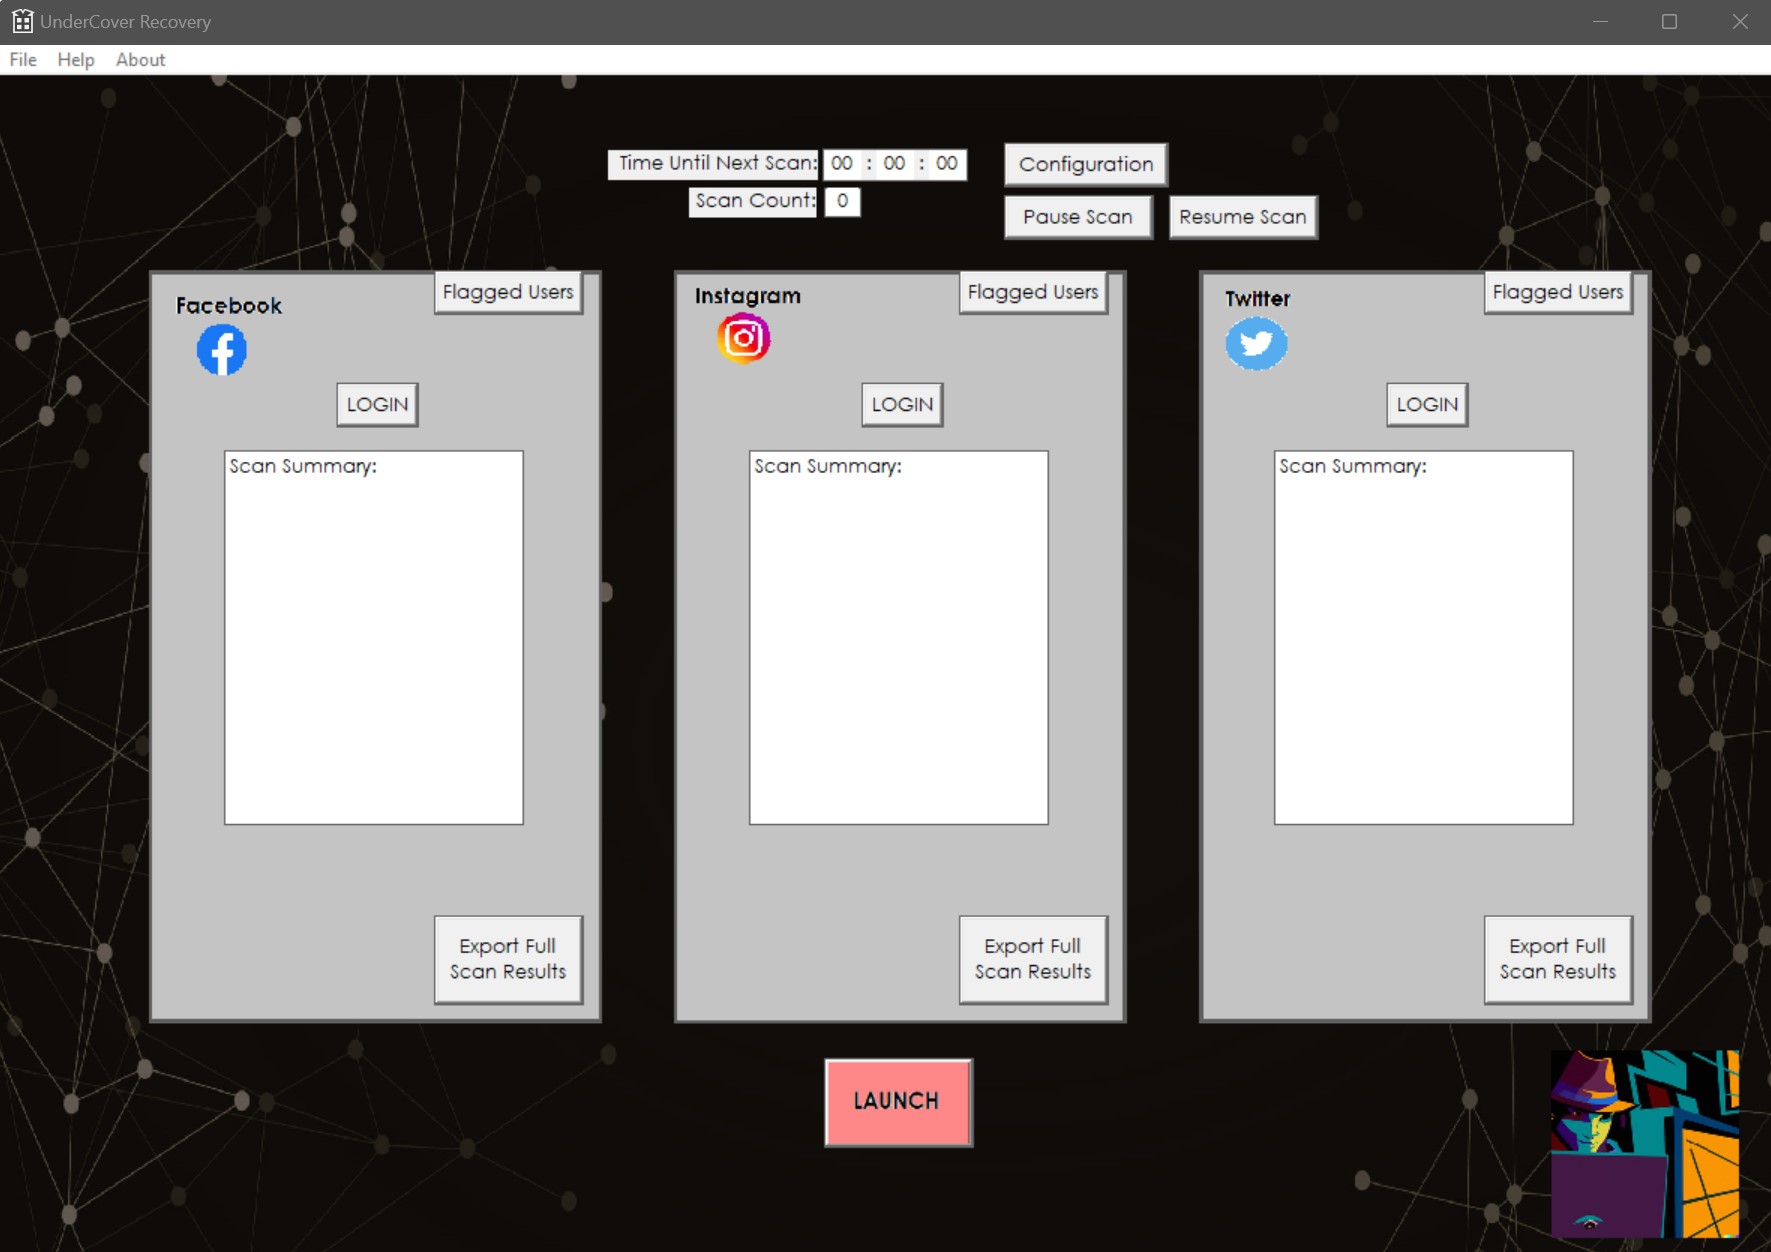 UnderCover Recovery
File Help About
Time Until Next Scan: 00 : 00 : 00
Configuration
Scan Count: 0
Pause Scan
Resume Scan
Facebook
Flagged Users
LOGIN
Scan Summary:
Export Full
Scan Results
Instagram
Flagged Users
LOGIN
Scan Summary:
Export Full
Scan Results
Twitter
Flagged Users
LOGIN
Scan Summary:
Export Full
Scan Results
LAUNCH